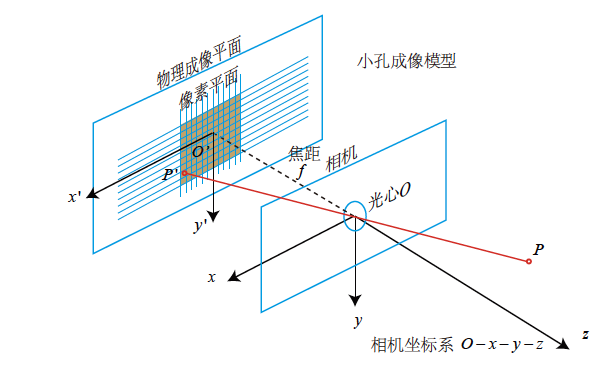 物理成像平面
小孔成像模型
像素平面
O'
焦距
f
相机
P'
x'
y'
光心O
P
x
y
z
相机坐标系 O-x-y-z